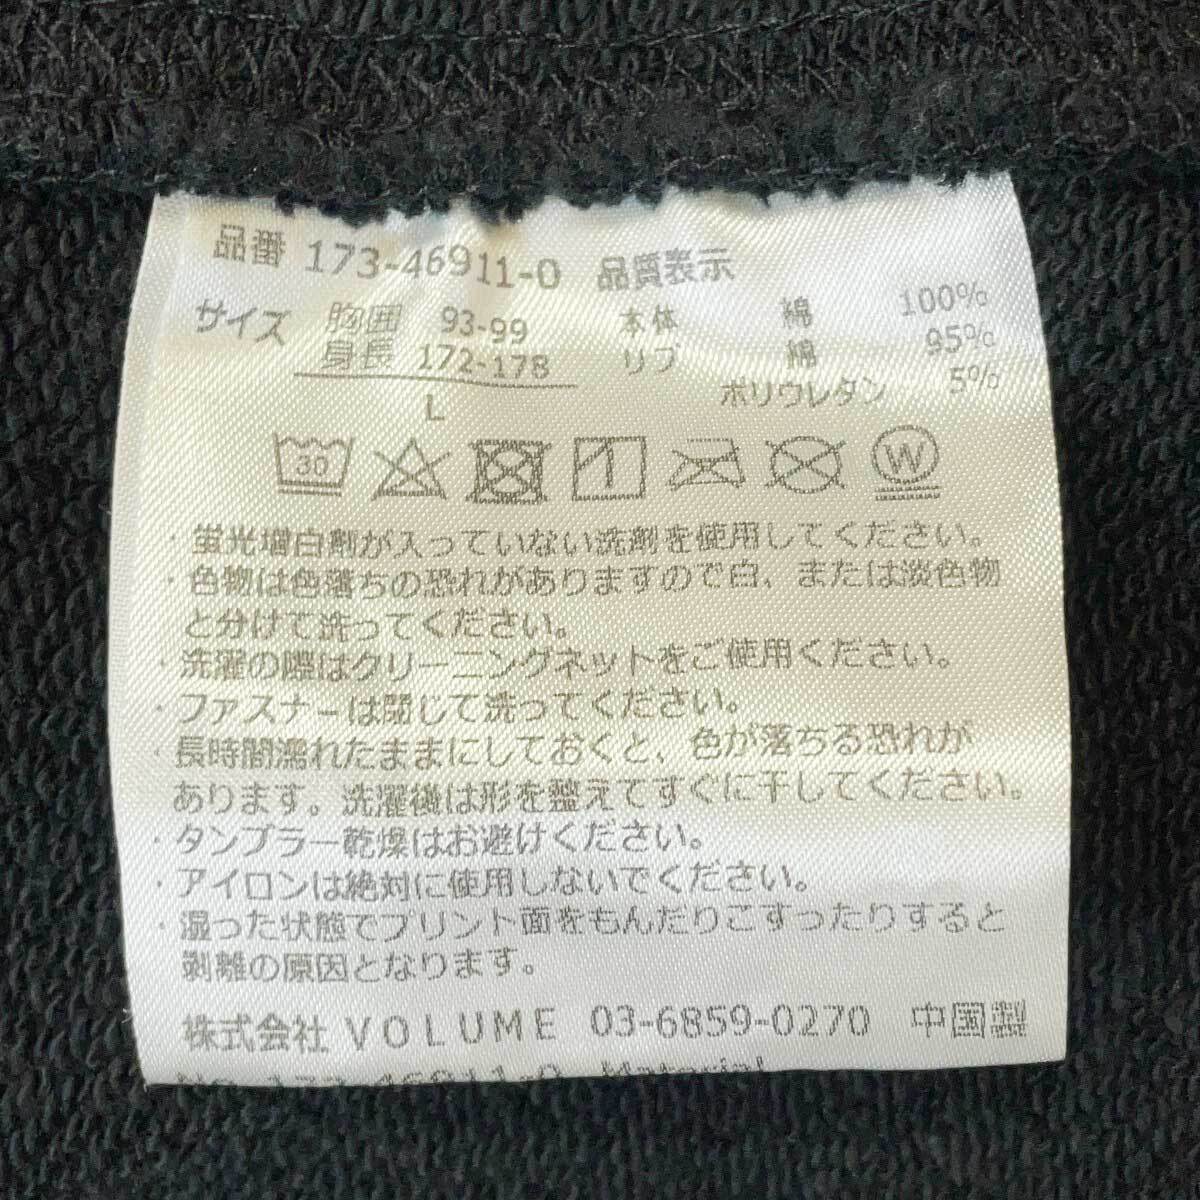 品番 173-46911-0 品質表示
サイズ 胸囲 93-99 本体 綿 100%
身長 172-178 リブ 綿 95%
ポリウレタン 5%
L
30 W
・蛍光増白剤が入っていない洗剤を使用してください。
・色物は色落ちの恐れがありますので白、または淡色物
と分けて洗ってください。
・洗濯の際はクリーニングネットをご使用ください。
・ファスナーは閉じて洗ってください。
・長時間濡れたままにしておくと、色が落ちる恐れが
あります。洗濯後は形を整えてすぐに干してください。
・タンブラー乾燥はお避けください。
・アイロンは絶対に使用しないでください。
・湿った状態でプリント面をもんだりこすったりすると
剥離の原因となります。
株式会社 VOLUME 03-6859-0270 中国製
No. 173-46911-0 Material